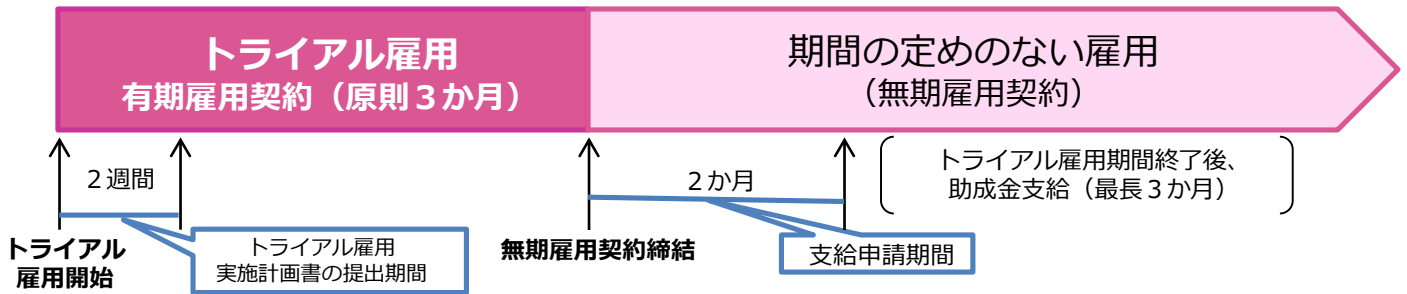 トライアル雇用
有期雇用契約（原則３か月）
期間の定めのない雇用
（無期雇用契約）
２週間
２か月
トライアル雇用期間終了後、
助成金支給（最長３か月）
トライアル
雇用開始
トライアル雇用
実施計画書の提出期間
無期雇用契約締結
支給申請期間